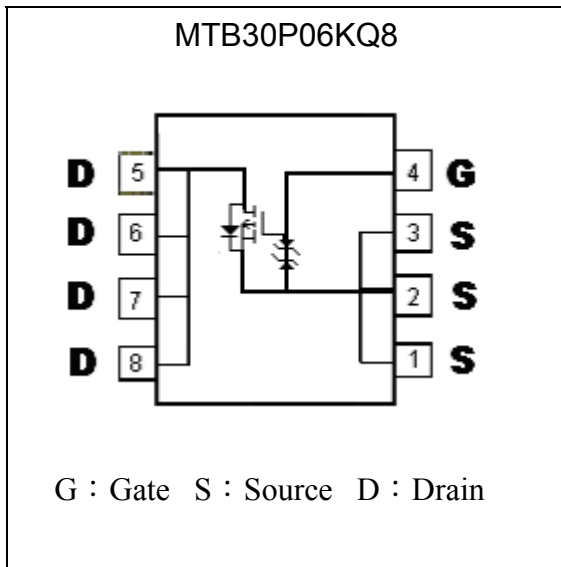 MTB30P06KQ8
D 5 4 G
D 6 3 S
D 7 2 S
D 8 1 S
G：Gate S：Source D：Drain